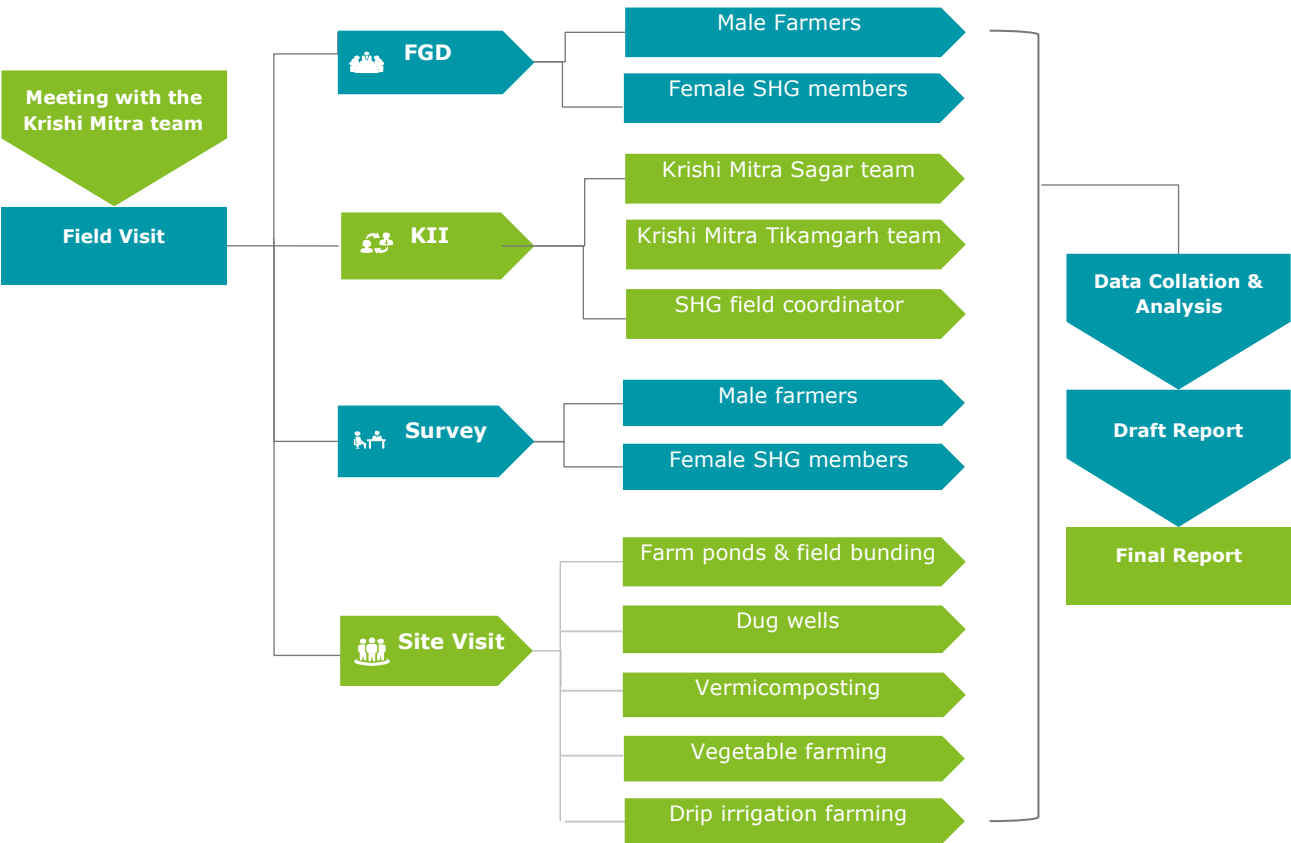 Meeting with the
Krishi Mitra team
Field Visit
FGD
Male Farmers
Female SHG members
KII
Krishi Mitra Sagar team
Krishi Mitra Tikamgarh team
SHG field coordinator
Survey
Male farmers
Female SHG members
Site Visit
Farm ponds & field bunding
Dug wells
Vermicomposting
Vegetable farming
Drip irrigation farming
Data Collation &
Analysis
Draft Report
Final Report